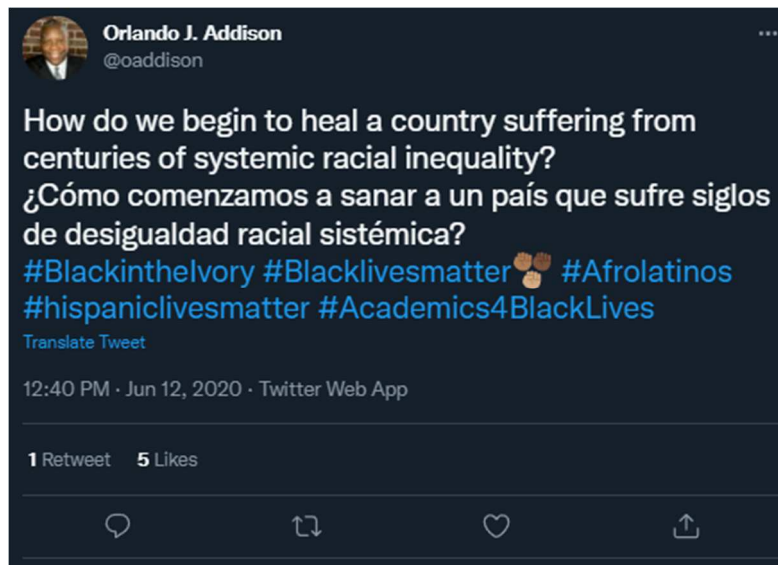 Orlando J. Addison
@oaddison
How do we begin to heal a country suffering from
centuries of systemic racial inequality?
¿Cómo comenzamos a sanar a un país que sufre siglos
de desigualdad racial sistémica?
#BlackintheIvory #Blacklivesmatter✊🏽✊🏾✊🏼 #Afrolatinos
#hispaniclivesmatter #Academics4BlackLives
Translate Tweet
12:40 PM · Jun 12, 2020 · Twitter Web App
1 Retweet 5 Likes